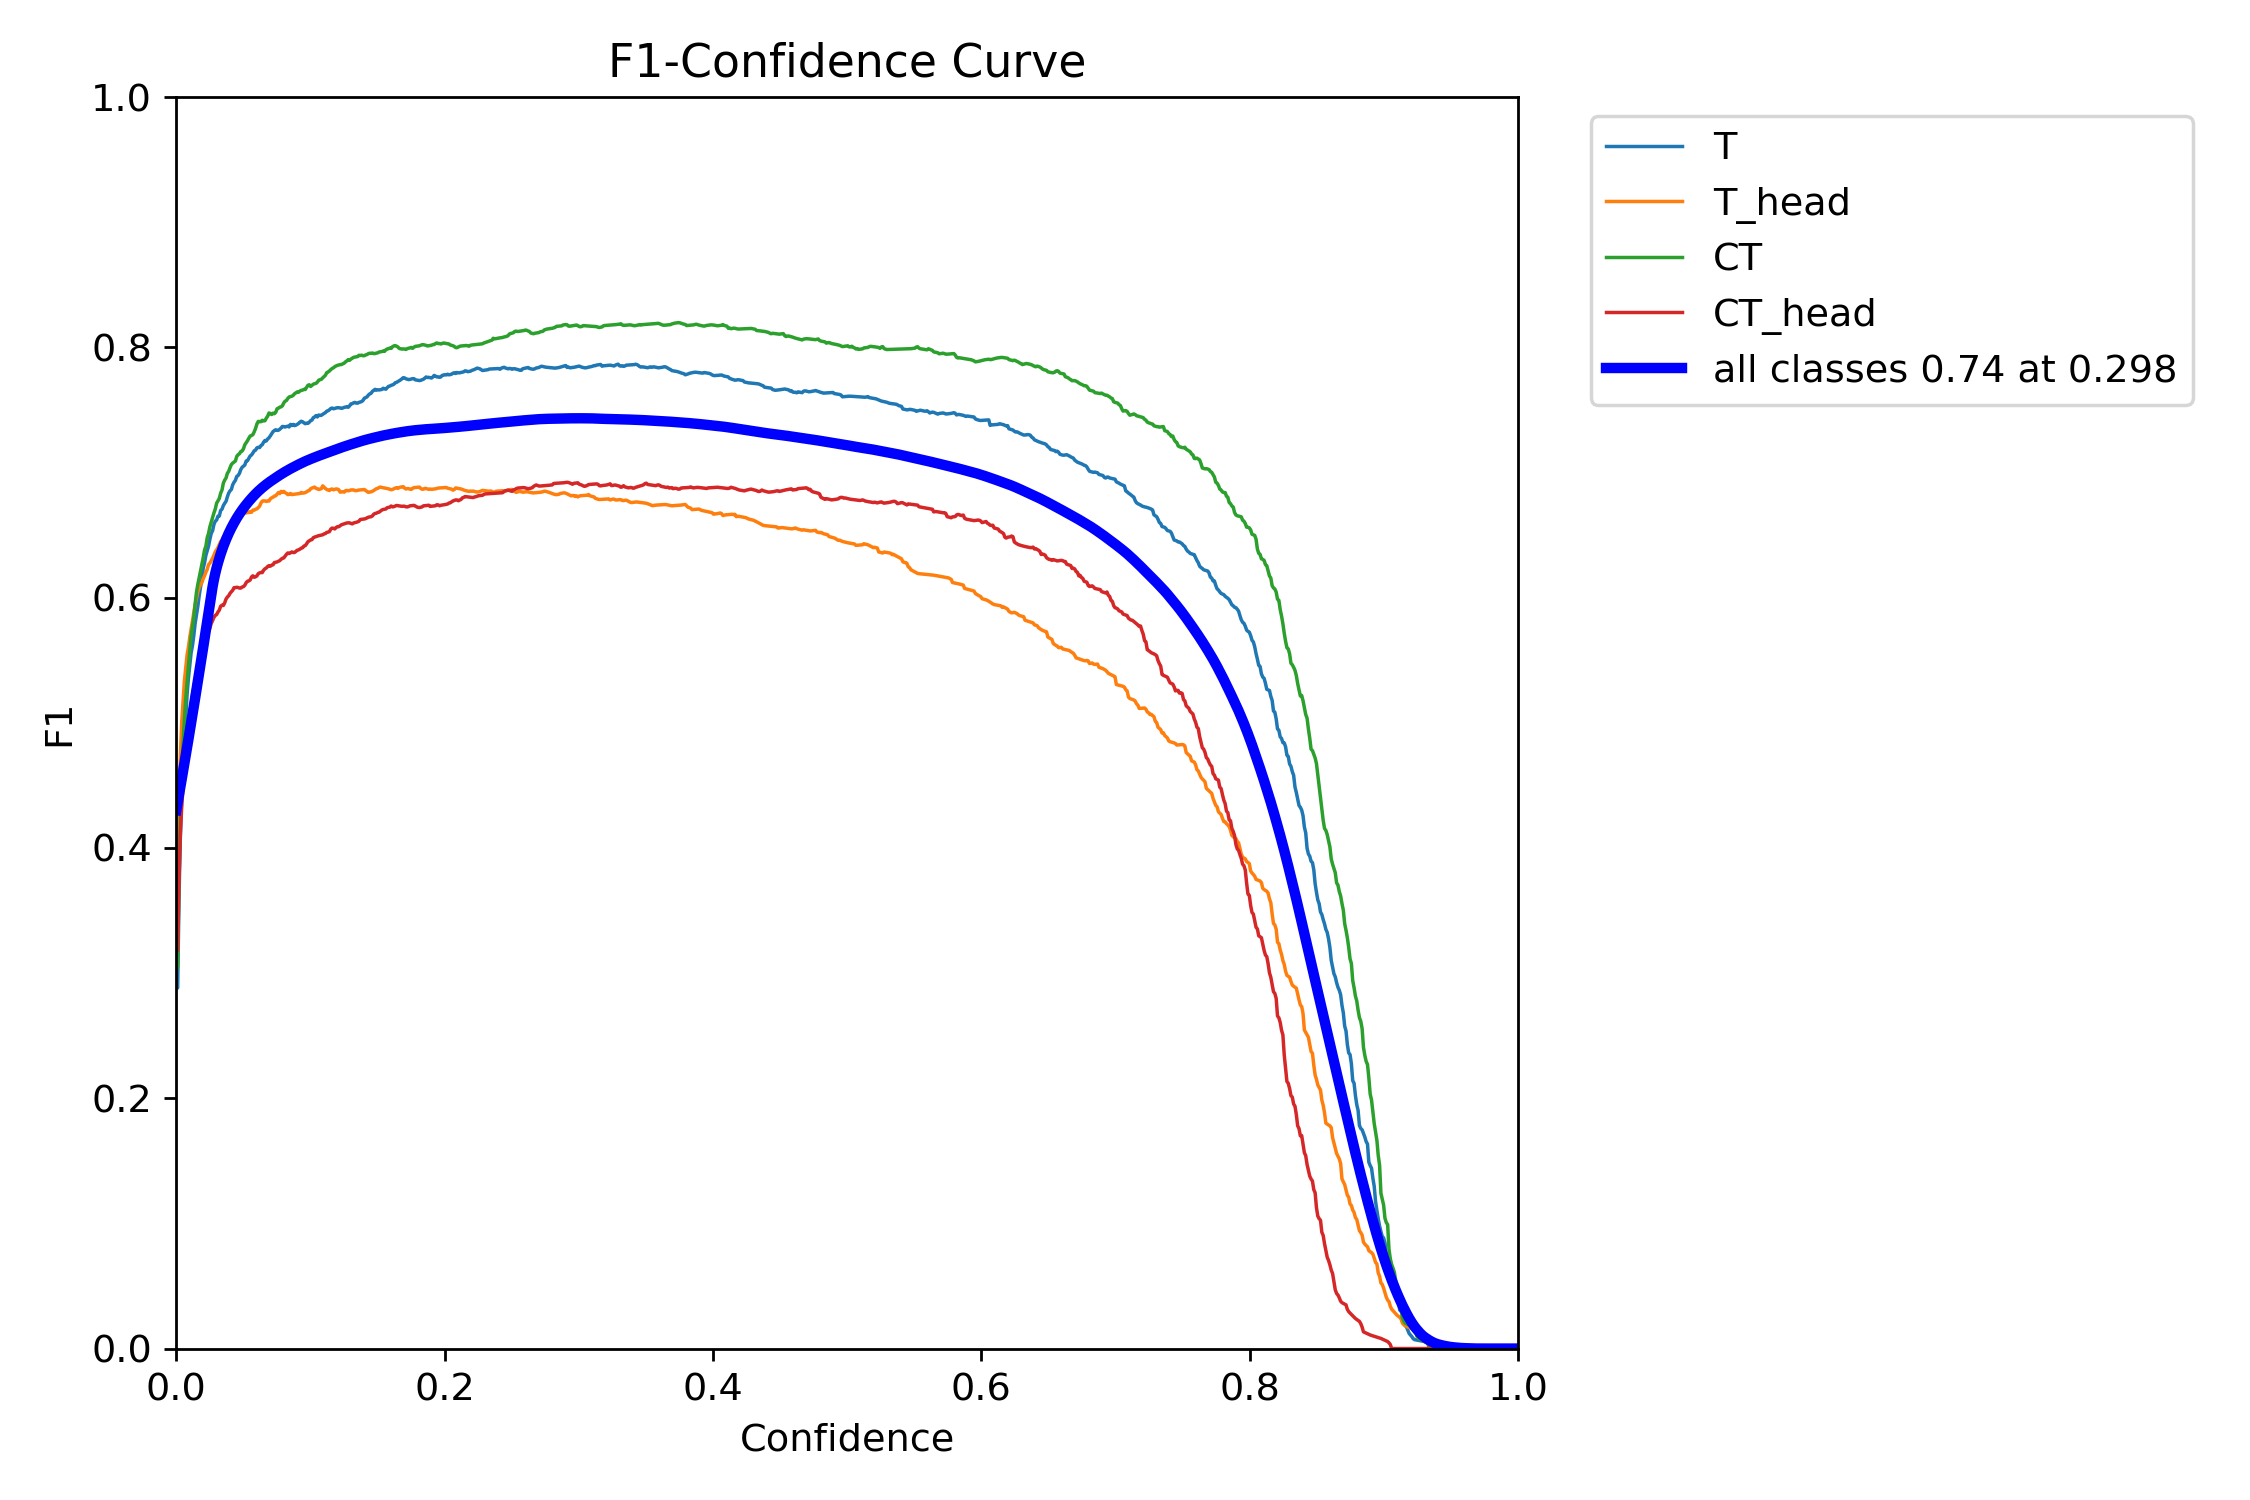 F1-Confidence Curve
1.0
0.8
0.6
0.4
0.2
0.0
F1
0.0 0.2 0.4 0.6 0.8 1.0
Confidence
T
T_head
CT
CT_head
all classes 0.74 at 0.298